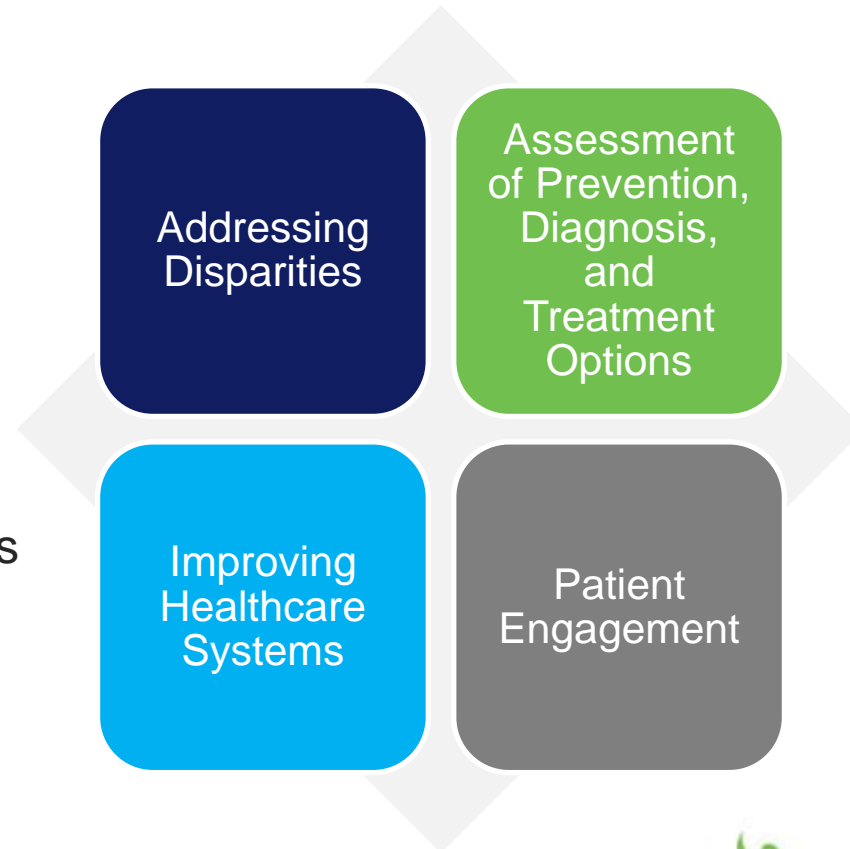 Addressing
Disparities
Assessment
of Prevention,
Diagnosis,
and
Treatment
Options
s
Improving
Healthcare
Systems
Patient
Engagement